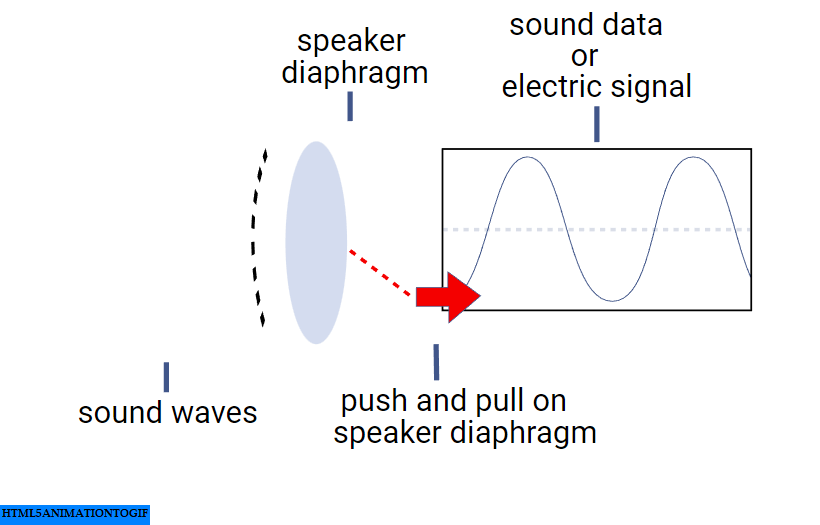 speaker
diaphragm
sound data
or
electric signal
sound waves
push and pull on
speaker diaphragm
HTML5ANIMATIONTOGIF